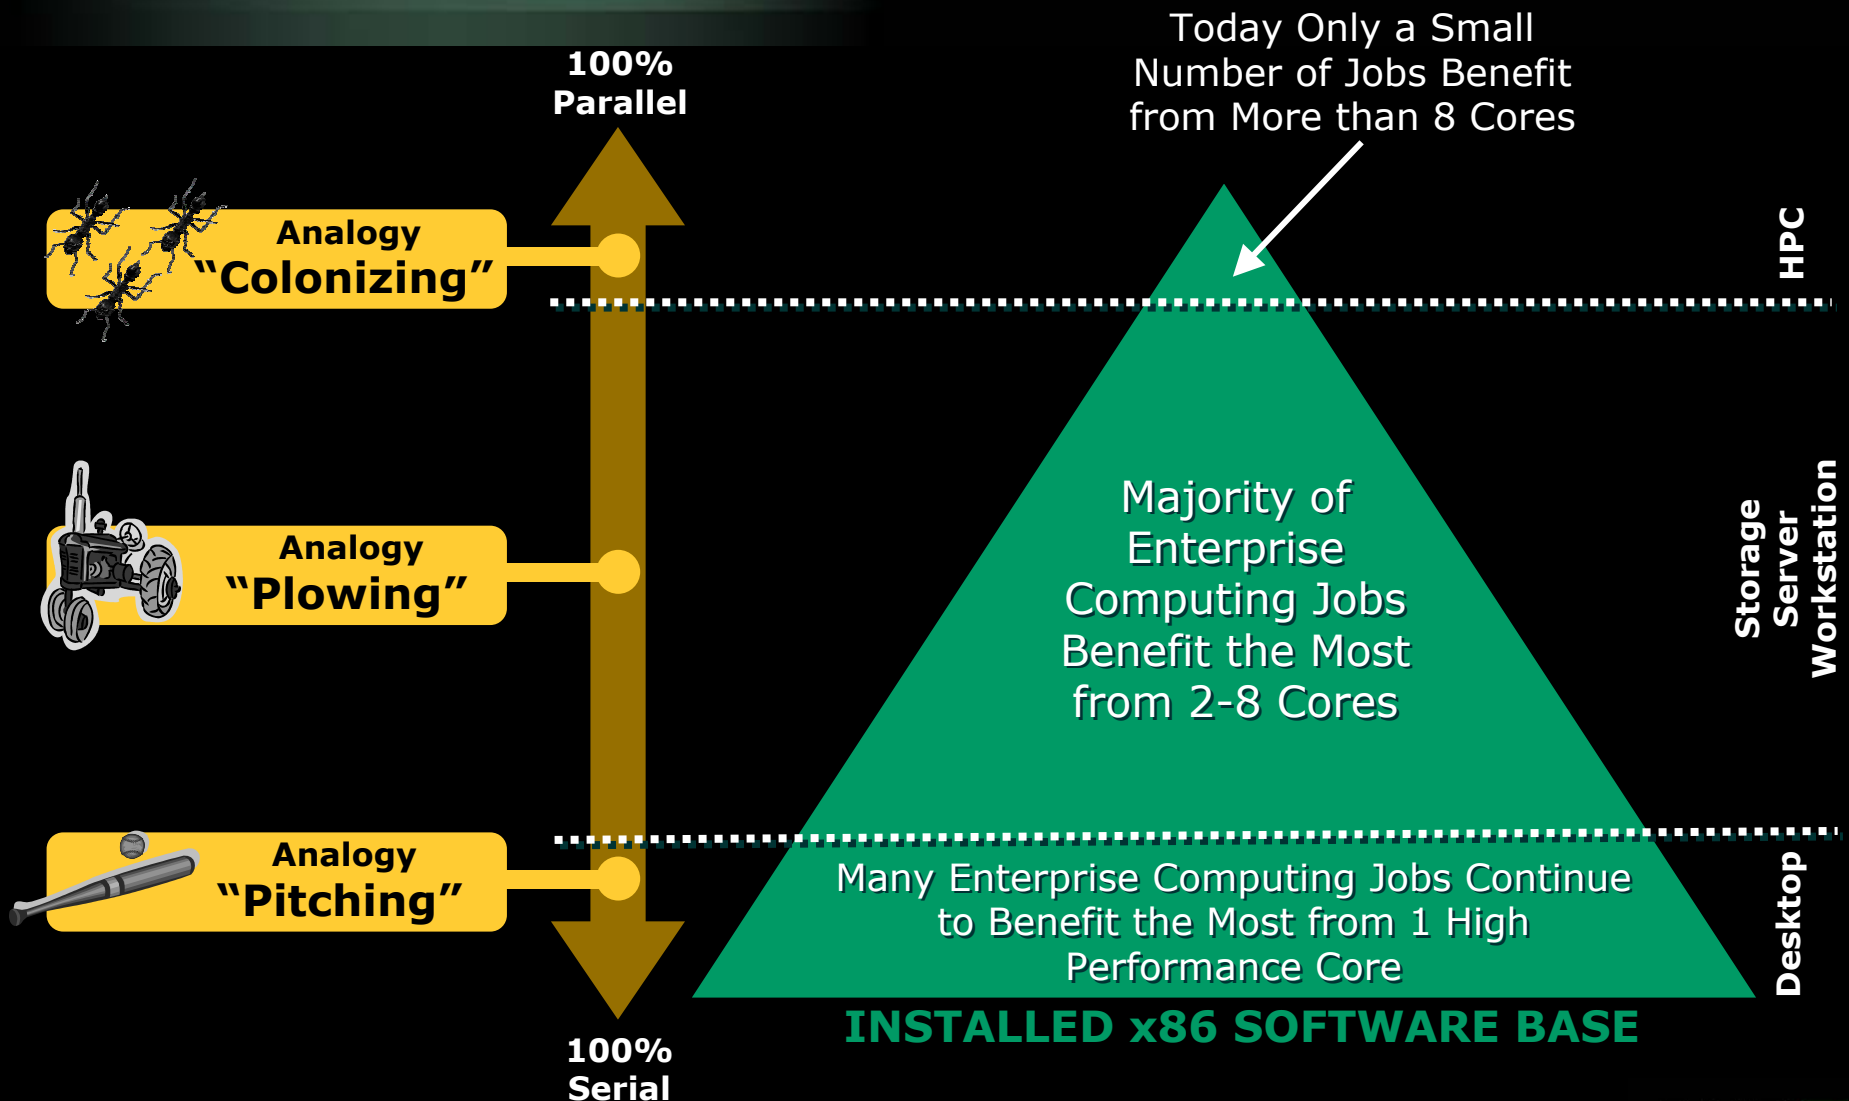 Today Only a Small
Number of Jobs Benefit
from More than 8 Cores
100%
Parallel
Analogy
“Colonizing”
HPC
Analogy
“Plowing”
Majority of
Enterprise
Computing Jobs
Benefit the Most
from 2-8 Cores
Storage
Server
Workstation
Analogy
“Pitching”
Many Enterprise Computing Jobs Continue
to Benefit the Most from 1 High
Performance Core
Desktop
INSTALLED x86 SOFTWARE BASE
100%
Serial